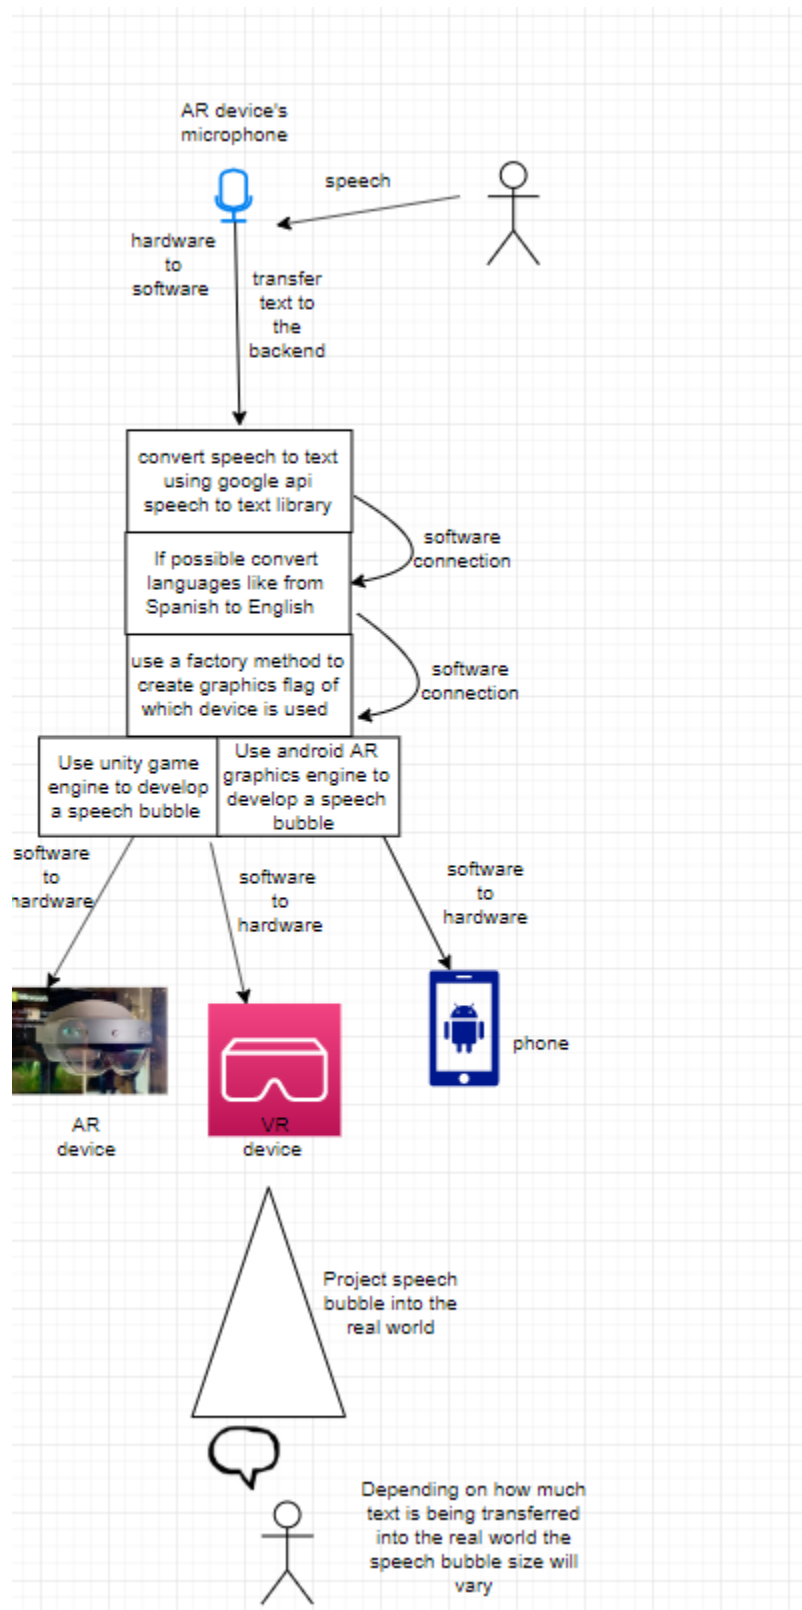 AR device's
microphone
speech
hardware
to
software
transfer
text to
the
backend
convert speech to text
using google api
speech to text library
software
connection
If possible convert
languages like from
Spanish to English
use a factory method to
create graphics flag of
which device is used
software
connection
Use unity game
engine to develop
a speech bubble
Use android AR
graphics engine to
develop a speech
bubble
software
to
hardware
software
to
hardware
software
to
hardware
phone
AR
device
VR
device
Project speech
bubble into the
real world
Depending on how much
text is being transferred
into the real world the
speech bubble size will
vary